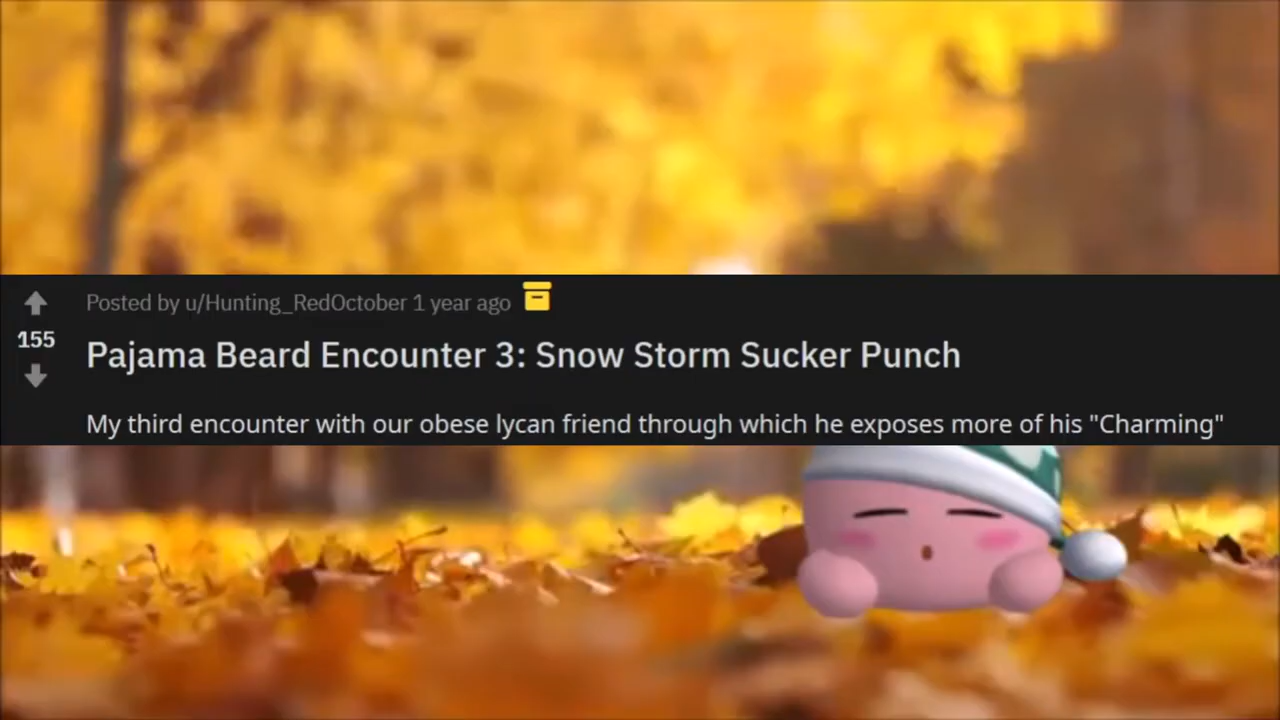 Posted by u/Hunting_RedOctober 1 year ago
155
Pajama Beard Encounter 3: Snow Storm Sucker Punch
My third encounter with our obese lycan friend through which he exposes more of his "Charming"